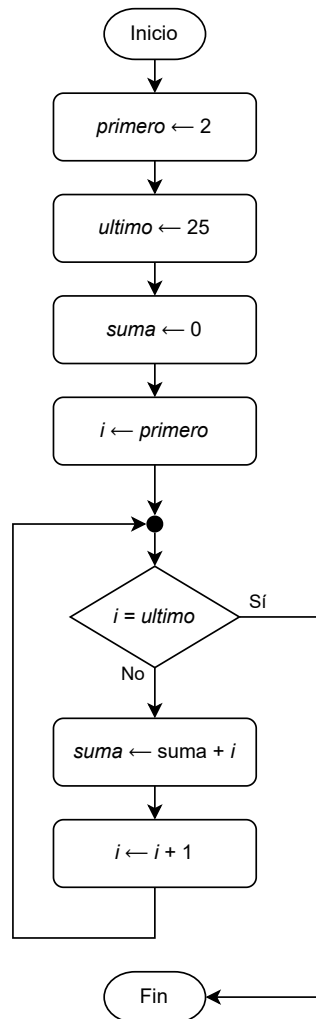 Inicio
primero ← 2
ultimo ← 25
suma ← 0
i ← primero
i = ultimo
Sí
No
suma ← suma + i
i ← i + 1
Fin